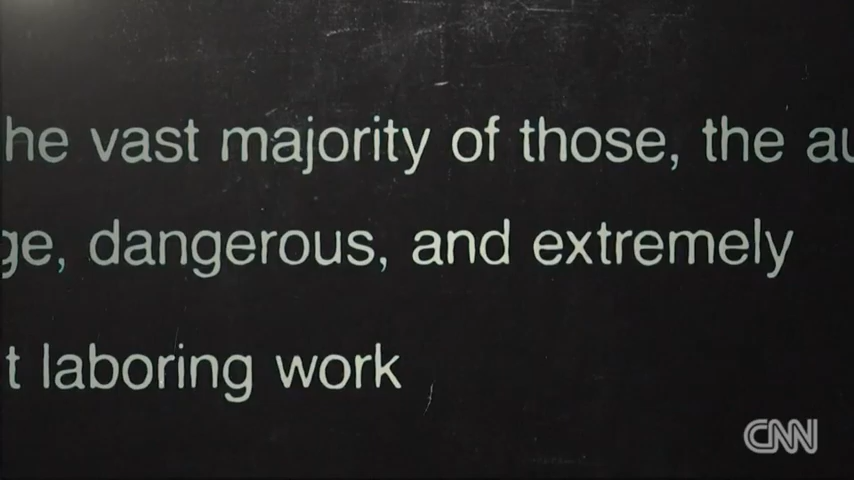 he vast majority of those, the au
ge, dangerous, and extremely
t laboring work
CNN